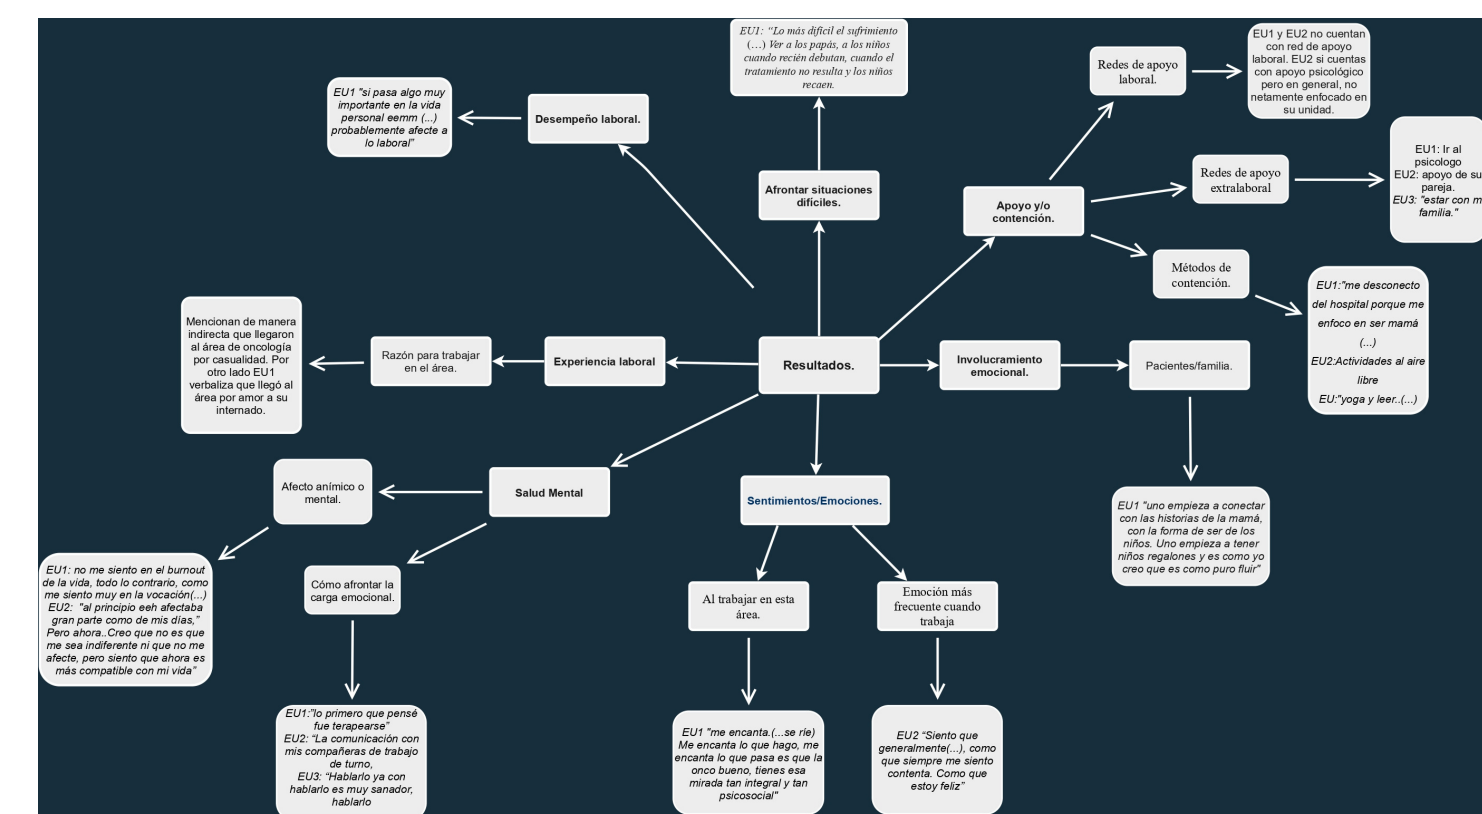 EU1: “Lo más difícil el sufrimiento
(…) Ver a los papás, a los niños
cuando recién debutan, cuando el
tratamiento no resulta y los niños
recaen.
Redes de apoyo
laboral.
EU1 y EU2 no cuentan
con red de apoyo
laboral. EU2 si cuentas
con apoyo psicológico
pero en general, no
netamente enfocado en
su unidad.
EU1 "si pasa algo muy
importante en la vida
personal eemm (...)
probablemente afecte a
lo laboral”
Desempeño laboral.
Afrontar situaciones
difíciles.
Apoyo y/o
contención.
Redes de apoyo
extralaboral
EU1: Ir al
psicologo
EU2: apoyo de su
pareja.
EU3: "estar con m
familia."
Métodos de
contención.
EU1:"me desconecto
del hospital porque me
enfoco en ser mamá
(...)
EU2:Actividades al aire
libre
EU:"yoga y leer..(...)
Mencionan de manera
indirecta que llegaron
al área de oncología
por casualidad. Por
otro lado EU1
verbaliza que llegó al
área por amor a su
internado.
Razón para trabajar
en el área.
Experiencia laboral
Resultados.
Involucramiento
emocional.
Pacientes/familia.
EU1 "uno empieza a conectar
con las historias de la mamá,
con la forma de ser de los
niños. Uno empieza a tener
niños regalones y es como yo
creo que es como puro fluir"
Afecto anímico o
mental.
Salud Mental
Sentimientos/Emociones.
EU1: no me siento en el burnout
de la vida, todo lo contrario, como
me siento muy en la vocación(...)
EU2: "al principio eeh afectaba
gran parte como de mis días,”
Pero ahora..Creo que no es que
me sea indiferente ni que no me
afecte, pero siento que ahora es
más compatible con mi vida”
Cómo afrontar la
carga emocional.
Al trabajar en esta
área.
Emoción más
frecuente cuando
trabaja
EU1:”lo primero que pensé
fue terapearse”
EU2: “La comunicación con
mis compañeras de trabajo
de turno,
EU3: “Hablarlo ya con
hablarlo es muy sanador,
hablarlo
EU1 "me encanta.(...se ríe)
Me encanta lo que hago, me
encanta lo que pasa es que la
onco bueno, tienes esa
mirada tan integral y tan
psicosocial"
EU2 “Siento que
generalmente(...), como
que siempre me siento
contenta. Como que
estoy feliz”